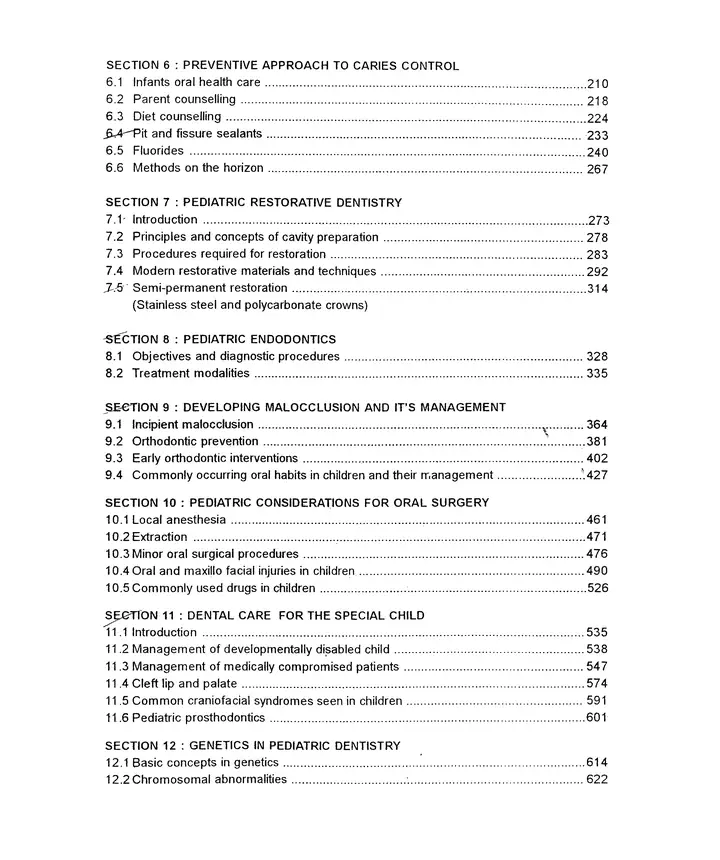 SECTION 6 : PREVENTIVE APPROACH TO CARIES CONTROL
6.1 Infants oral health care ........................................ 210
6.2 Parent counselling ........................................ 218
6.3 Diet counselling ........................................ 224
6.4 Pit and fissure sealants ........................................ 233
6.5 Fluorides ........................................ 240
6.6 Methods on the horizon ........................................ 267
SECTION 7 : PEDIATRIC RESTORATIVE DENTISTRY
7.1 Introduction ........................................ 273
7.2 Principles and concepts of cavity preparation ........................................ 278
7.3 Procedures required for restoration ........................................ 283
7.4 Modern restorative materials and techniques ........................................ 292
7.5 Semi-permanent restoration ........................................ 314
(Stainless steel and polycarbonate crowns)
SECTION 8 : PEDIATRIC ENDODONTICS
8.1 Objectives and diagnostic procedures ........................................ 328
8.2 Treatment modalities ........................................ 335
SECTION 9 : DEVELOPING MALOCCLUSION AND IT'S MANAGEMENT
9.1 Incipient malocclusion ........................................ 364
9.2 Orthodontic prevention ........................................ 381
9.3 Early orthodontic interventions ........................................ 402
9.4 Commonly occurring oral habits in children and their management ........................................ 427
SECTION 10 : PEDIATRIC CONSIDERATIONS FOR ORAL SURGERY
10.1 Local anesthesia ........................................ 461
10.2 Extraction ........................................ 471
10.3 Minor oral surgical procedures ........................................ 476
10.4 Oral and maxillo facial injuries in children ........................................ 490
10.5 Commonly used drugs in children ........................................ 526
SECTION 11 : DENTAL CARE FOR THE SPECIAL CHILD
11.1 Introduction ........................................ 535
11.2 Management of developmentally disabled child ........................................ 538
11.3 Management of medically compromised patients ........................................ 547
11.4 Cleft lip and palate ........................................ 574
11.5 Common craniofacial syndromes seen in children ........................................ 591
11.6 Pediatric prosthodontics ........................................ 601
SECTION 12 : GENETICS IN PEDIATRIC DENTISTRY
12.1 Basic concepts in genetics ........................................ 614
12.2 Chromosomal abnormalities ........................................ 622